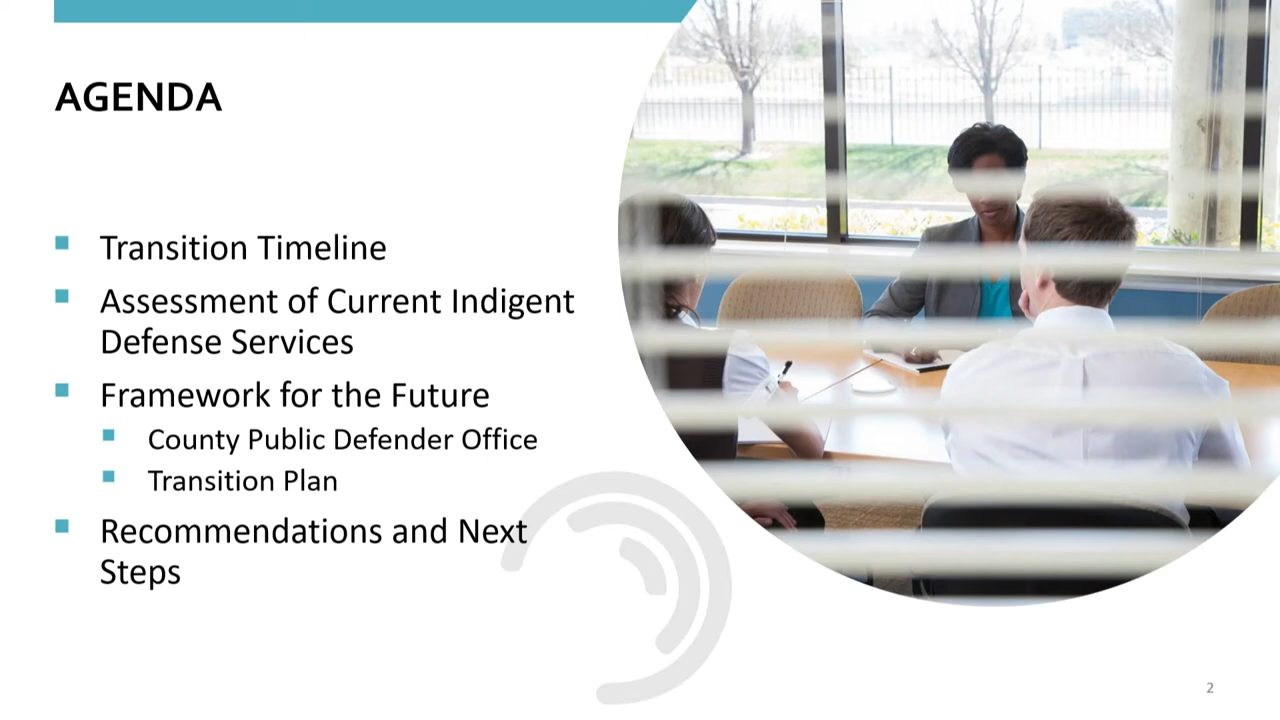 AGENDA
Transition Timeline
Assessment of Current Indigent
Defense Services
Framework for the Future
County Public Defender Office
Transition Plan
Recommendations and Next
Steps
2